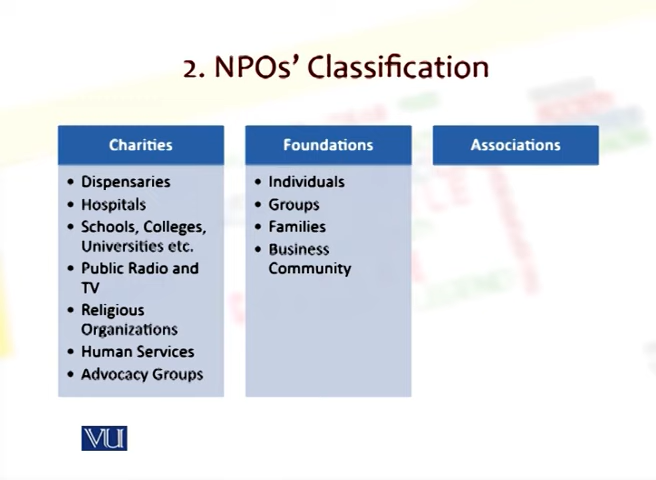 2. NPOs' Classification
Charities
• Dispensaries
• Hospitals
• Schools, Colleges,
Universities etc.
• Public Radio and
TV
• Religious
Organizations
• Human Services
• Advocacy Groups
Foundations
• Individuals
• Groups
• Families
• Business
Community
Associations
VU